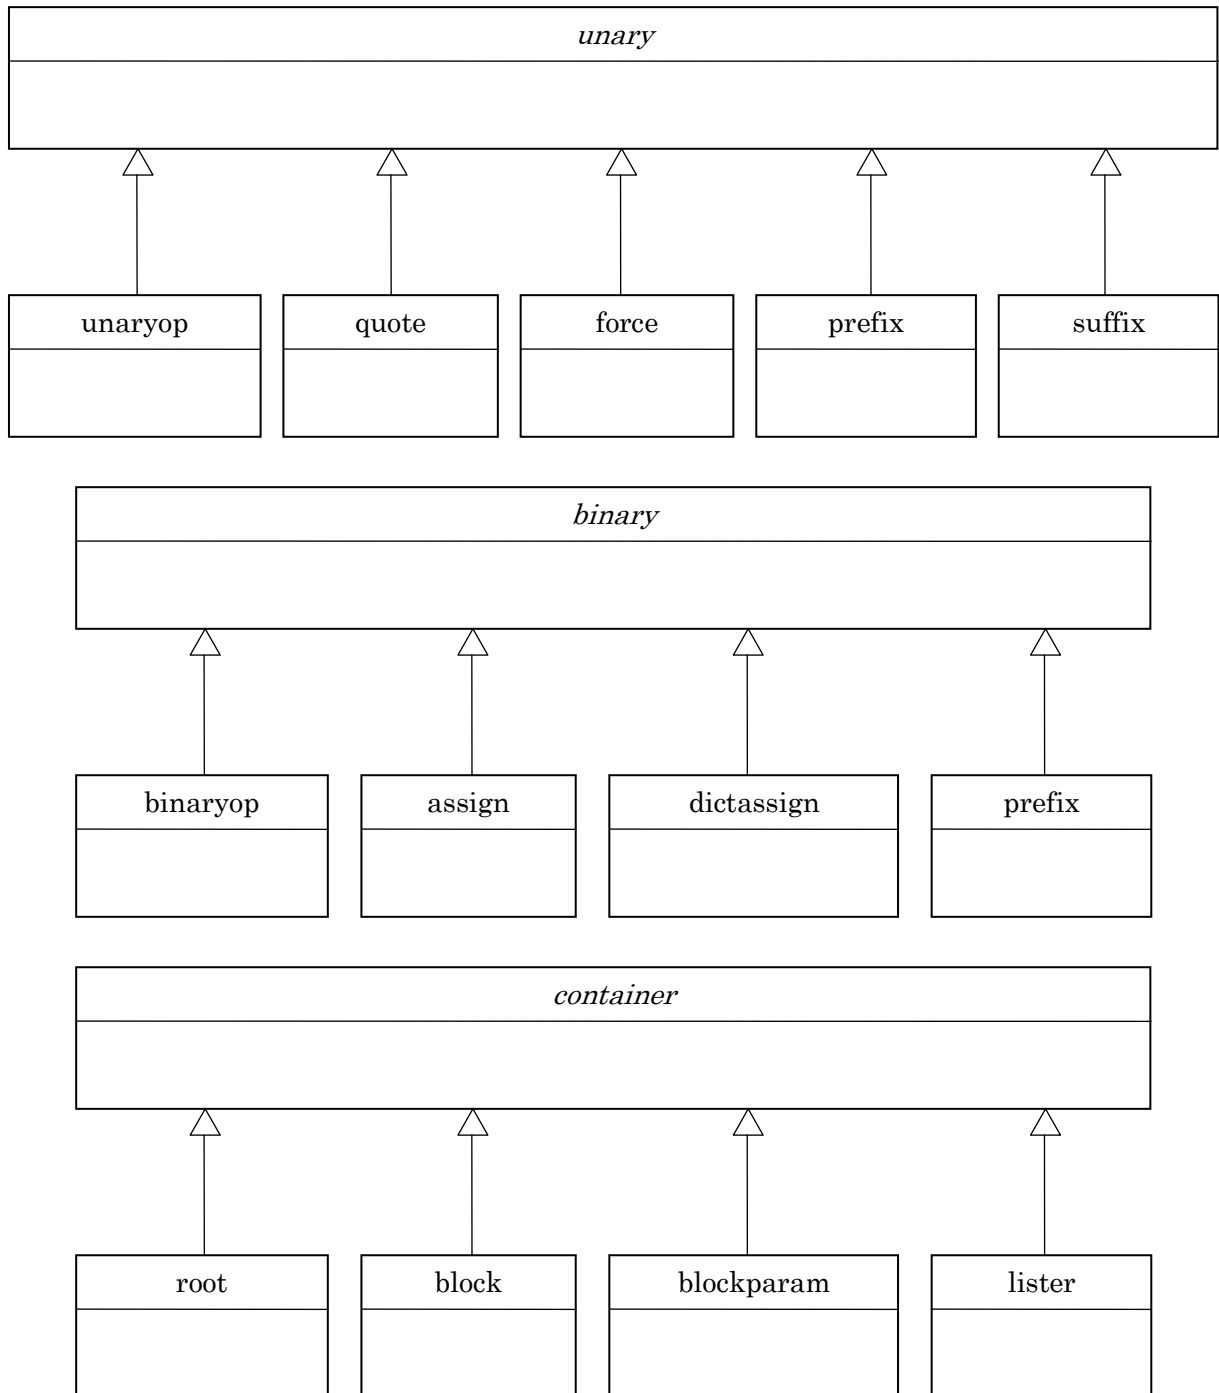 unary
unaryop quote force prefix suffix
binary
binaryop assign dictassign prefix
container
root block blockparam lister